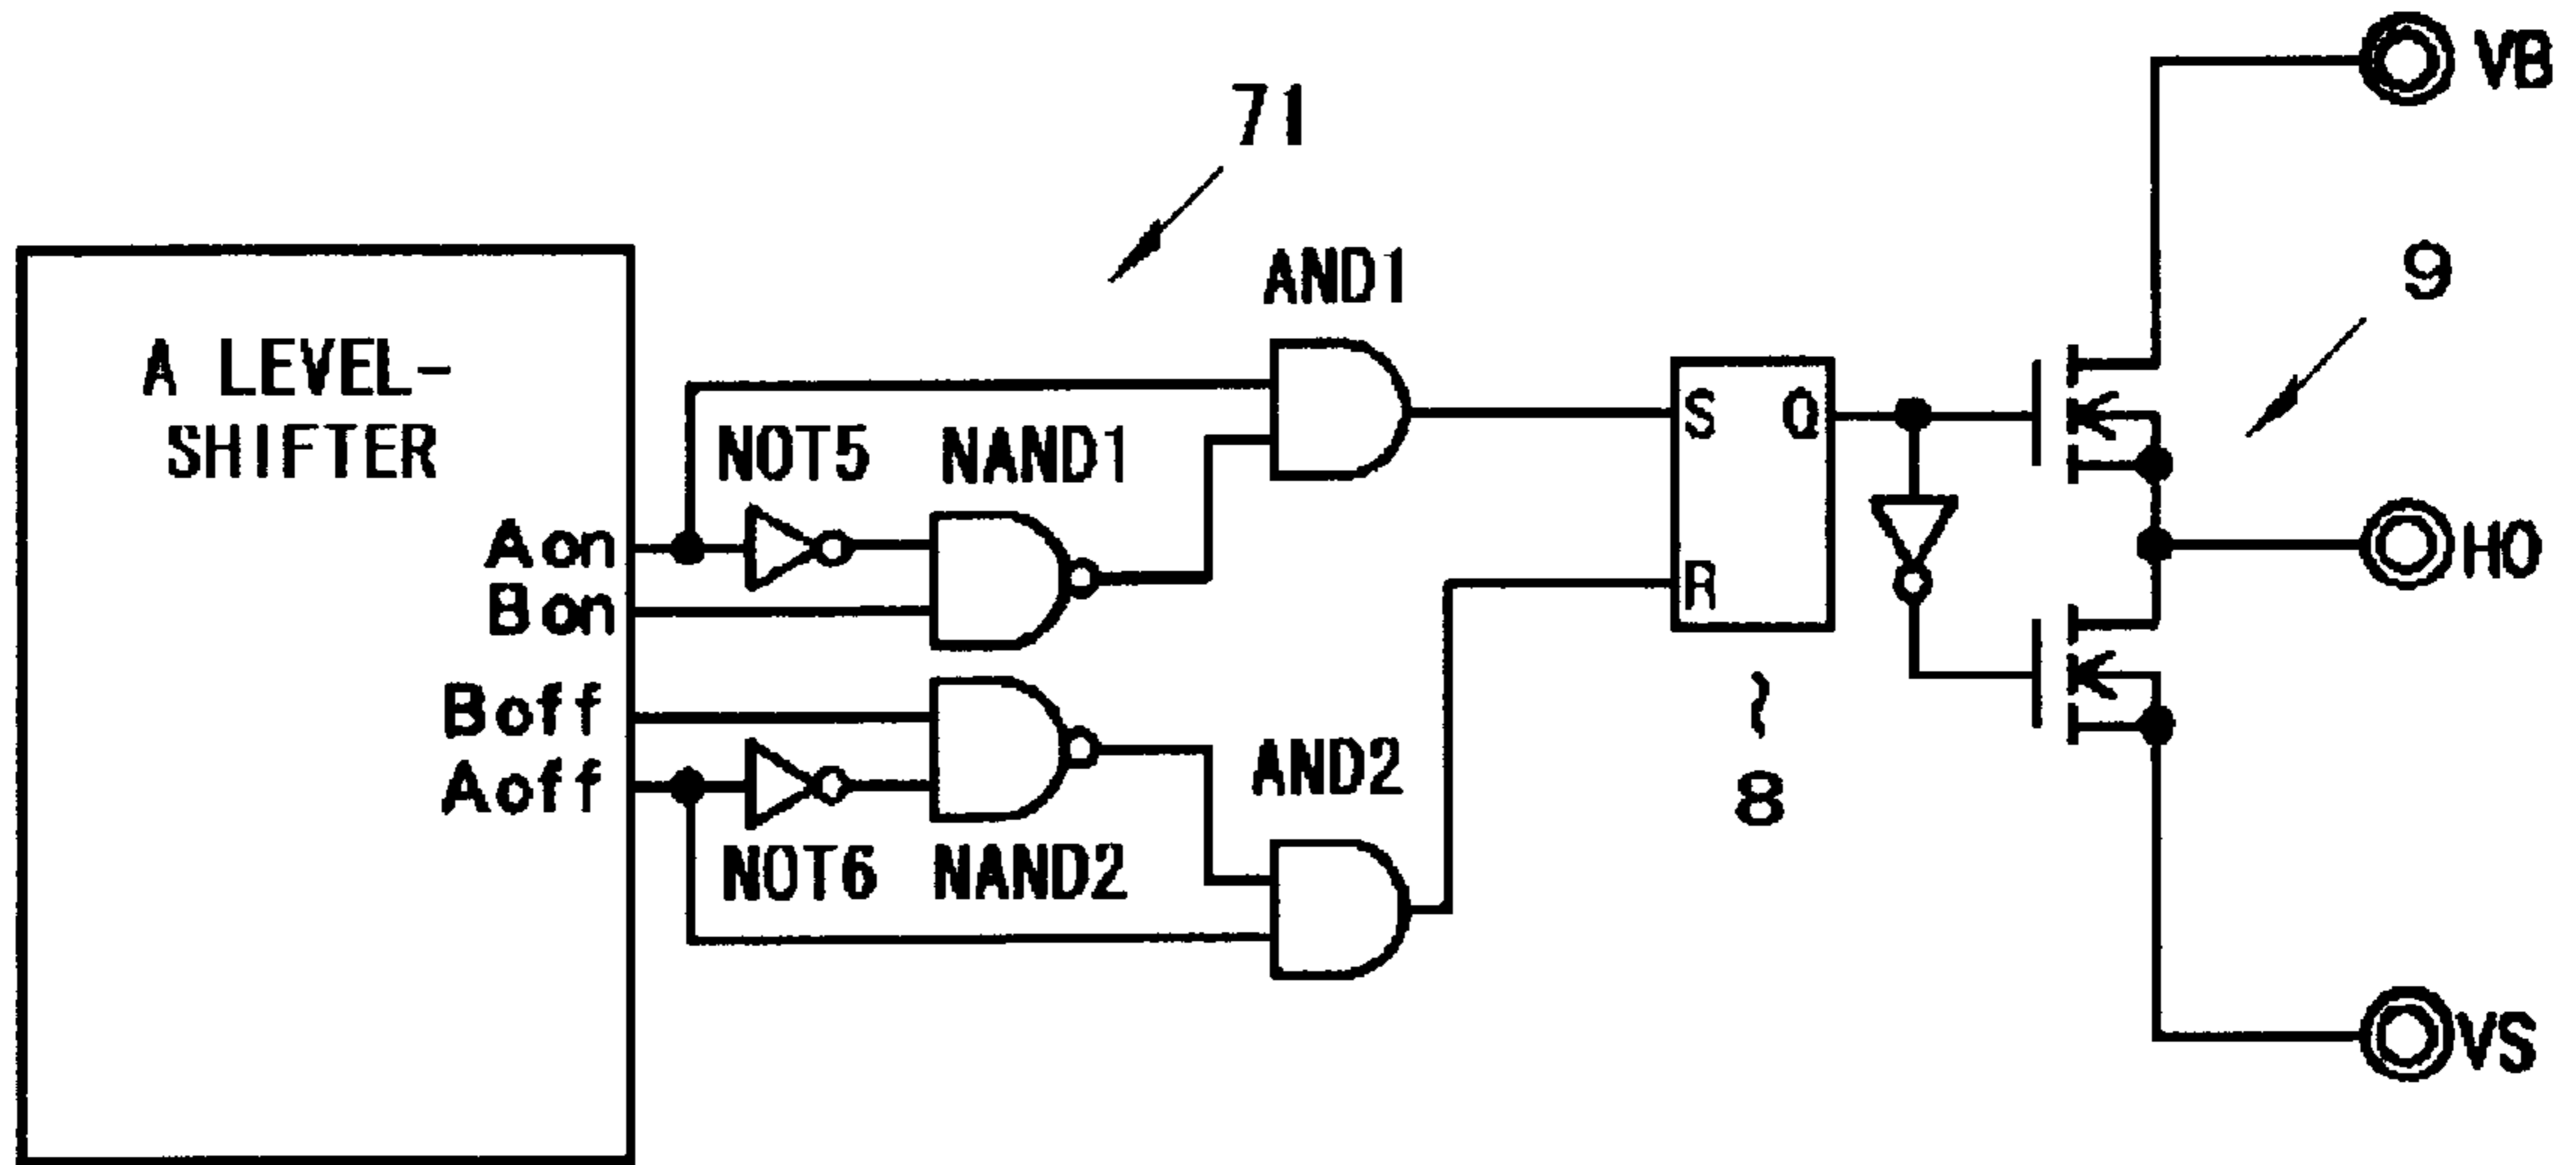 71
VB
AND1
9
A LEVEL-
SHIFTER
NOT5
NAND1
S
Q
Aon
Bon
HO
R
Boff
Aoff
AND2
8
NOT6
NAND2
VS